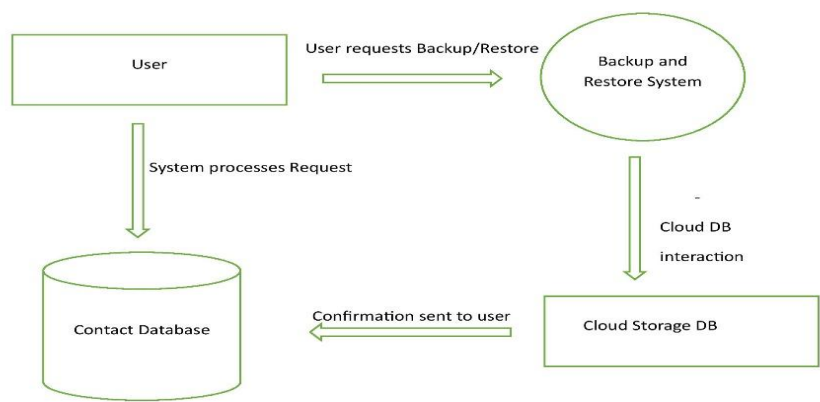 User
User requests Backup/Restore
Backup and
Restore System
System processes Request
-
Cloud DB
interaction
Contact Database
Confirmation sent to user
Cloud Storage DB